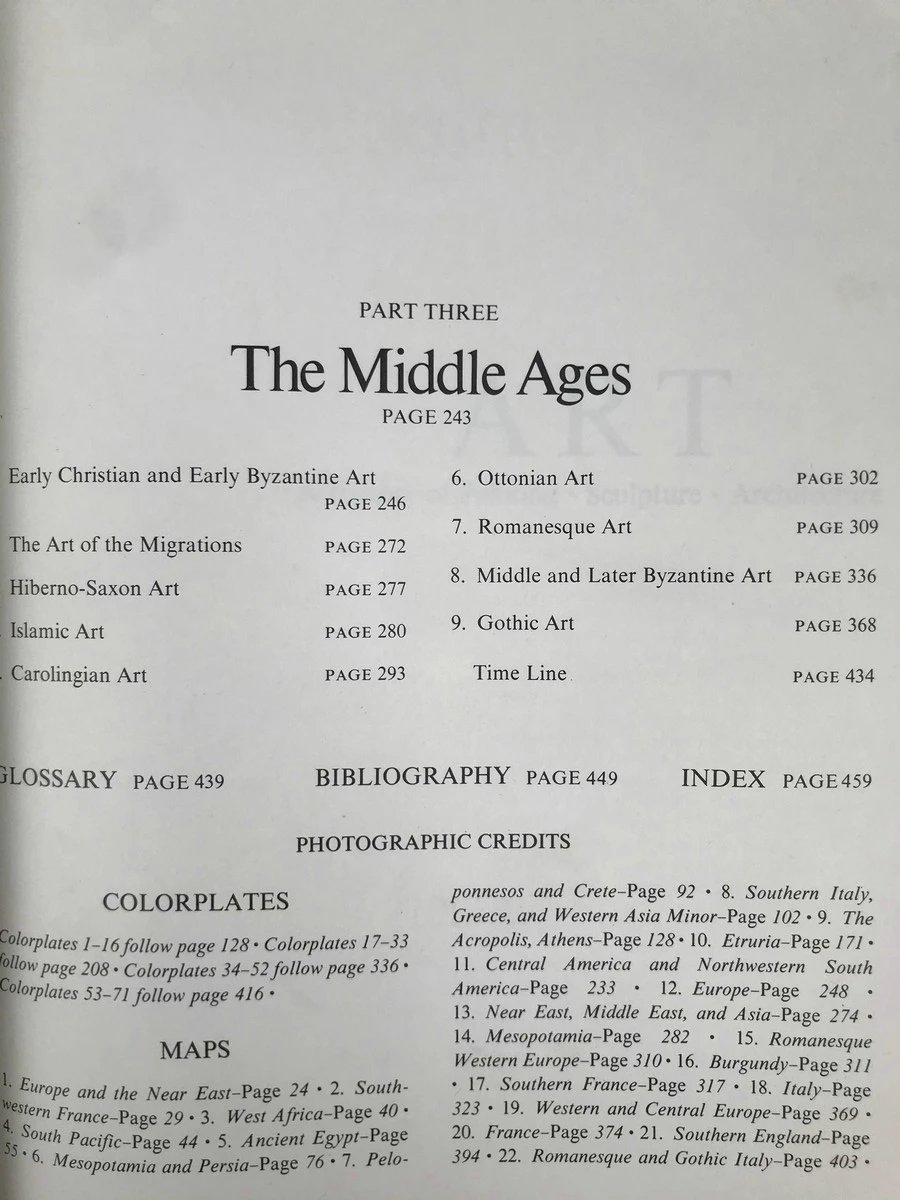 PART THREE
The Middle Ages
PAGE 243
Early Christian and Early Byzantine Art
PAGE 246
The Art of the Migrations PAGE 272
Hiberno-Saxon Art PAGE 277
Islamic Art PAGE 280
Carolingian Art PAGE 293
6. Ottonian Art PAGE 302
7. Romanesque Art PAGE 309
8. Middle and Later Byzantine Art PAGE 336
9. Gothic Art PAGE 368
Time Line PAGE 434
GLOSSARY PAGE 439 BIBLIOGRAPHY PAGE 449 INDEX PAGE 459
PHOTOGRAPHIC CREDITS
COLORPLATES
Colorplates 1–16 follow page 128 • Colorplates 17–33
follow page 208 • Colorplates 34–52 follow page 336 •
Colorplates 53–71 follow page 416 •
MAPS
1. Europe and the Near East–Page 24 • 2. South-
western France–Page 29 • 3. West Africa–Page 40 •
4. South Pacific–Page 44 • 5. Ancient Egypt–Page
55 • 6. Mesopotamia and Persia–Page 76 • 7. Pelo-
ponnesos and Crete–Page 92 • 8. Southern Italy,
Greece, and Western Asia Minor–Page 102 • 9. The
Acropolis, Athens–Page 128 • 10. Etruria–Page 171 •
11. Central America and Northwestern South
America–Page 233 • 12. Europe–Page 248 •
13. Near East, Middle East, and Asia–Page 274 •
14. Mesopotamia–Page 282 • 15. Romanesque
Western Europe–Page 310 • 16. Burgundy–Page 311
• 17. Southern France–Page 317 • 18. Italy–Page
323 • 19. Western and Central Europe–Page 369 •
20. France–Page 374 • 21. Southern England–Page
394 • 22. Romanesque and Gothic Italy–Page 403 •